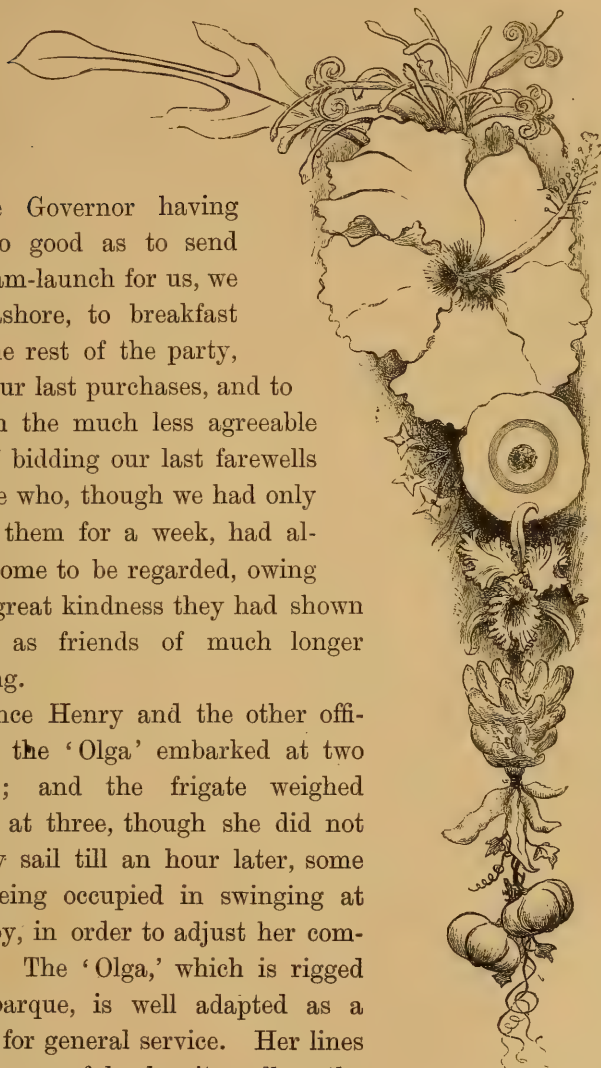 e Governor having
o good as to send
am-launch for us, we
shore, to breakfast
e rest of the party,
ur last purchases, and to
n the much less agreeable
bidding our last farewells
e who, though we had only
them for a week, had al-
ome to be regarded, owing
great kindness they had shown
as friends of much longer
g.
nce Henry and the other offi-
the ‘Olga’ embarked at two
; and the frigate weighed
at three, though she did not
y sail till an hour later, some
eing occupied in swinging at
oy, in order to adjust her com-
The ‘Olga,’ which is rigged
arque, is well adapted as a
for general service. Her lines